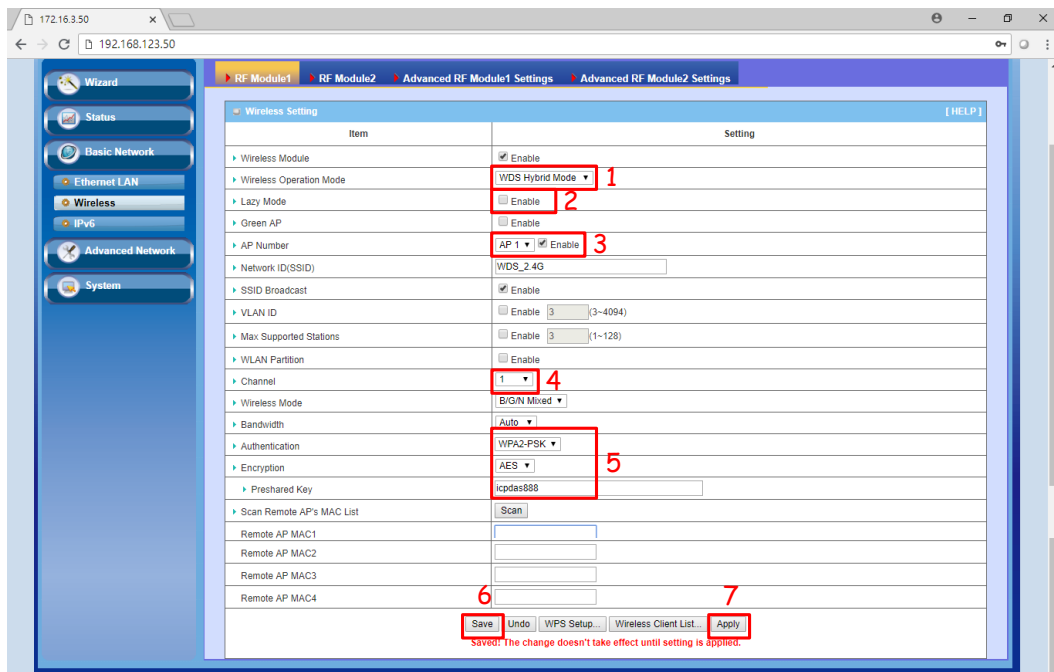 172.16.3.50
192.168.123.50
Wizard
Status
Basic Network
Ethernet LAN
Wireless
IPv6
Advanced Network
System
RF Module1 RF Module2 Advanced RF Module1 Settings Advanced RF Module2 Settings
Wireless Setting [ HELP ]
Item Setting
Wireless Module Enable
Wireless Operation Mode WDS Hybrid Mode 1
Lazy Mode Enable 2
Green AP Enable
AP Number AP 1 Enable 3
Network ID(SSID) WDS_2.4G
SSID Broadcast Enable
VLAN ID Enable 3 (3~4094)
Max Supported Stations Enable 3 (1~128)
WLAN Partition Enable
Channel 1 4
Wireless Mode B/G/N Mixed
Bandwidth Auto
Authentication WPA2-PSK
Encryption AES 5
Preshared Key icpdas888
Scan Remote AP's MAC List Scan
Remote AP MAC1
Remote AP MAC2
Remote AP MAC3
Remote AP MAC4
6 7
Save Undo WPS Setup... Wireless Client List... Apply
Saved! The change doesn't take effect until setting is applied.